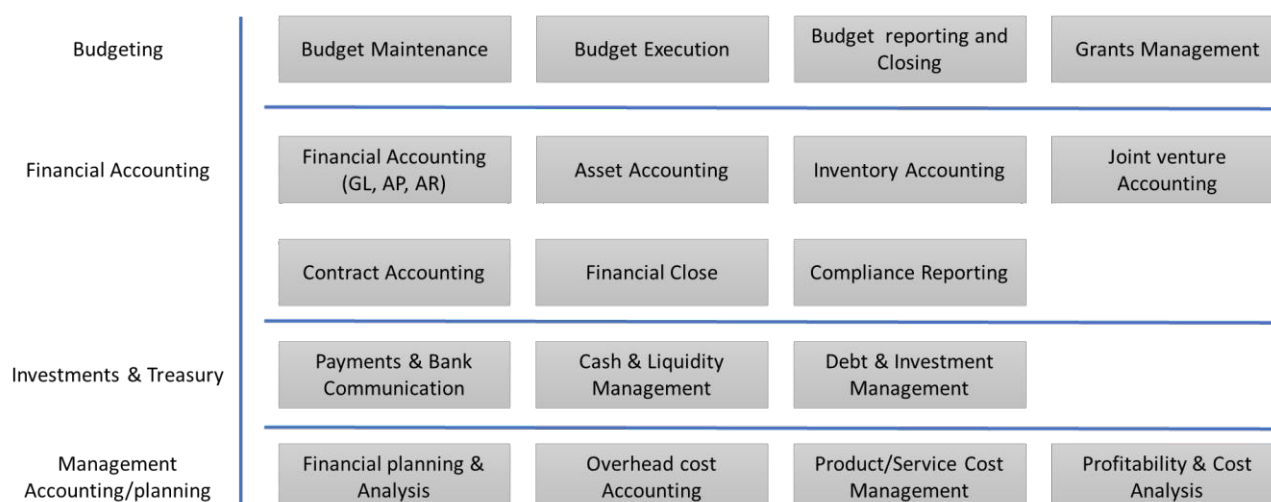 Budgeting
Budget Maintenance
Budget Execution
Budget reporting and
Closing
Grants Management
Financial Accounting
Financial Accounting
(GL, AP, AR)
Asset Accounting
Inventory Accounting
Joint venture
Accounting
Contract Accounting
Financial Close
Compliance Reporting
Investments & Treasury
Payments & Bank
Communication
Cash & Liquidity
Management
Debt & Investment
Management
Management
Accounting/planning
Financial planning &
Analysis
Overhead cost
Accounting
Product/Service Cost
Management
Profitability & Cost
Analysis